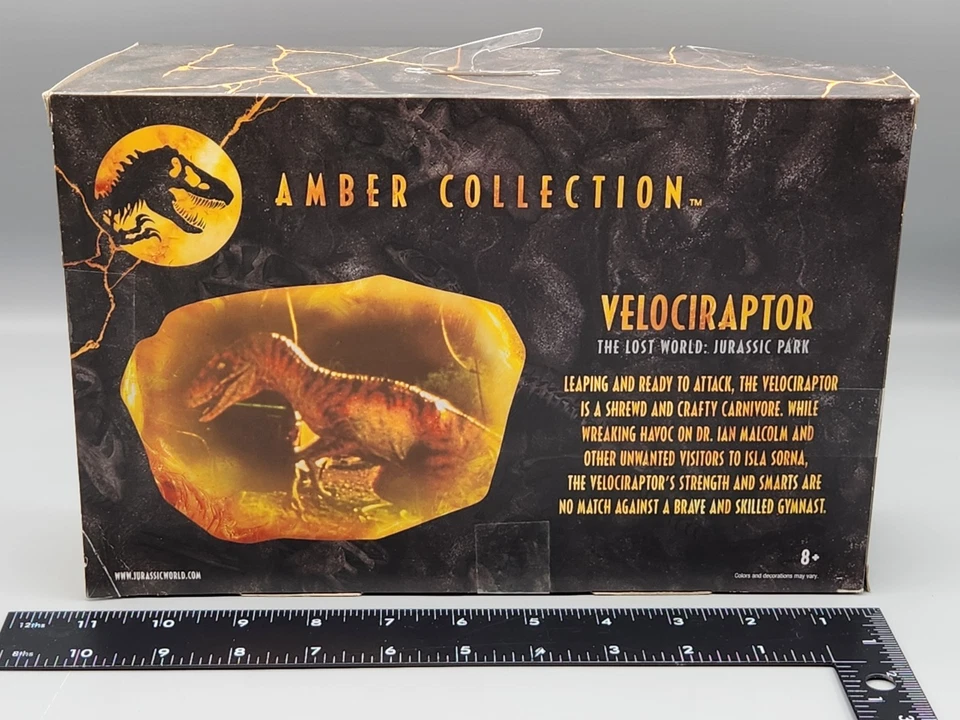 AMBER COLLECTION™
VELOCIRAPTOR
THE LOST WORLD: JURASSIC PARK
LEAPING AND READY TO ATTACK, THE VELOCIRAPTOR
IS A SHREWD AND CRAFTY CARNIVORE. WHILE
WREAKING HAVOC ON DR. IAN MALCOLM AND
OTHER UNWANTED VISITORS TO ISLA SORNA,
THE VELOCIRAPTOR'S STRENGTH AND SMARTS ARE
NO MATCH AGAINST A BRAVE AND SKILLED GYMNAST.
8+
WWW.JURASSICWORLD.COM
Colors and decorations may vary.
12ths 11 10 9 8 7 6 5 4 3 2 1
8ths 10 9 8 7 6 5 4 3 2 1
2
1
3